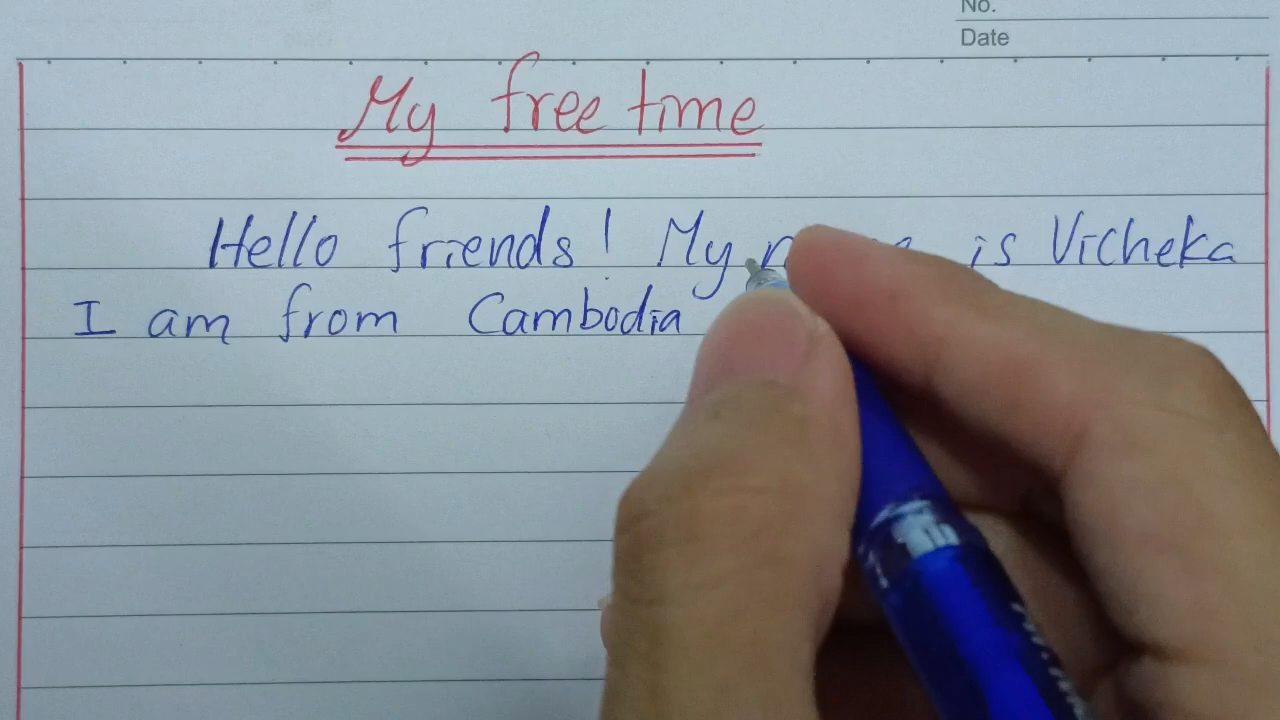 No.
Date
My free time
Hello friends! My is Vicheka
I am from Cambodia